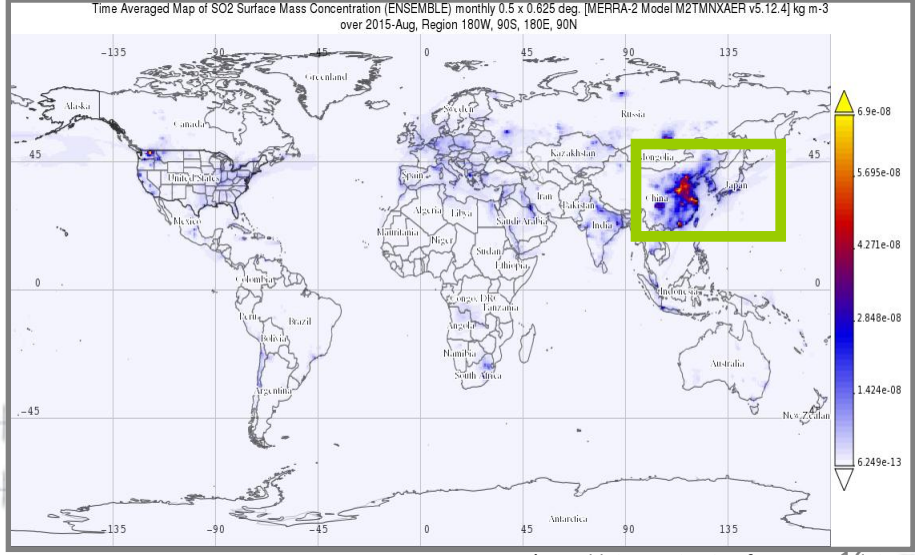 Time Averaged Map of SO2 Surface Mass Concentration (ENSEMBLE) monthly 0.5 x 0.625 deg. [MERRA-2 Model M2TMNXAER v5.12.4] kg m-3
over 2015-Aug, Region 180W, 90S, 180E, 90N
-135 -90 -45 0 45 90 135
Greenland
Alaska
Sweden
Russia
Canada
45 45
Kazakhstan
Mongolia
United States
Spain
Japan
China
Iran
Pakistan
Algeria
Libya
Saudi Arabia
Mexico
India
Mauritania
Niger
Sudan
Ethiopia
0 0
Colombia
Indonesia
Congo, DRC
Tanzania
Peru
Brazil
Angola
Bolivia
Namibia
Australia
South Africa
Argentina
-45 -45
New Zealan
Antarctica
-135 -90 -45 0 45 90 135
6.9e-08
5.695e-08
4.271e-08
2.848e-08
1.424e-08
6.249e-13